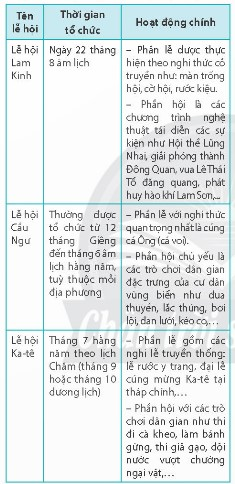 Tên lễ hội
Thời gian tổ chức
Hoạt động chính
Lễ hội Lam Kinh
Ngày 22 tháng 8 âm lịch
– Phần lễ được thực hiện theo nghi thức cổ truyền như: màn trống hội, cờ hội, rước kiệu.
– Phần hội là các chương trình nghệ thuật tái diễn các sự kiện như Hội thề Lũng Nhai, giải phóng thành Đông Quan, vua Lê Thái Tổ đăng quang, phát huy hào khí Lam Sơn,...
Lễ hội Cầu Ngư
Thường được tổ chức từ 12 tháng Giêng đến tháng 6 âm lịch hàng năm, tuỳ thuộc mỗi địa phương
– Phần lễ với nghi thức quan trọng nhất là cúng cá Ông (cá voi).
– Phần hội chủ yếu là các trò chơi dân gian đặc trưng của cư dân vùng biển như đua thuyền, lắc thúng, bơi lội, đan lưới, kéo co,…
Lễ hội Ka-tê
Tháng 7 hàng năm theo lịch Chăm (tháng 9 hoặc tháng 10 dương lịch)
– Phần lễ gồm các nghi lễ truyền thống: lễ rước y trang, đại lễ cúng mừng Ka-tê tại tháp chính,…
– Phần hội với các trò chơi dân gian như thi đi cà kheo, làm bánh gừng, thi giã gạo, đội nước vượt chướng ngại vật,…